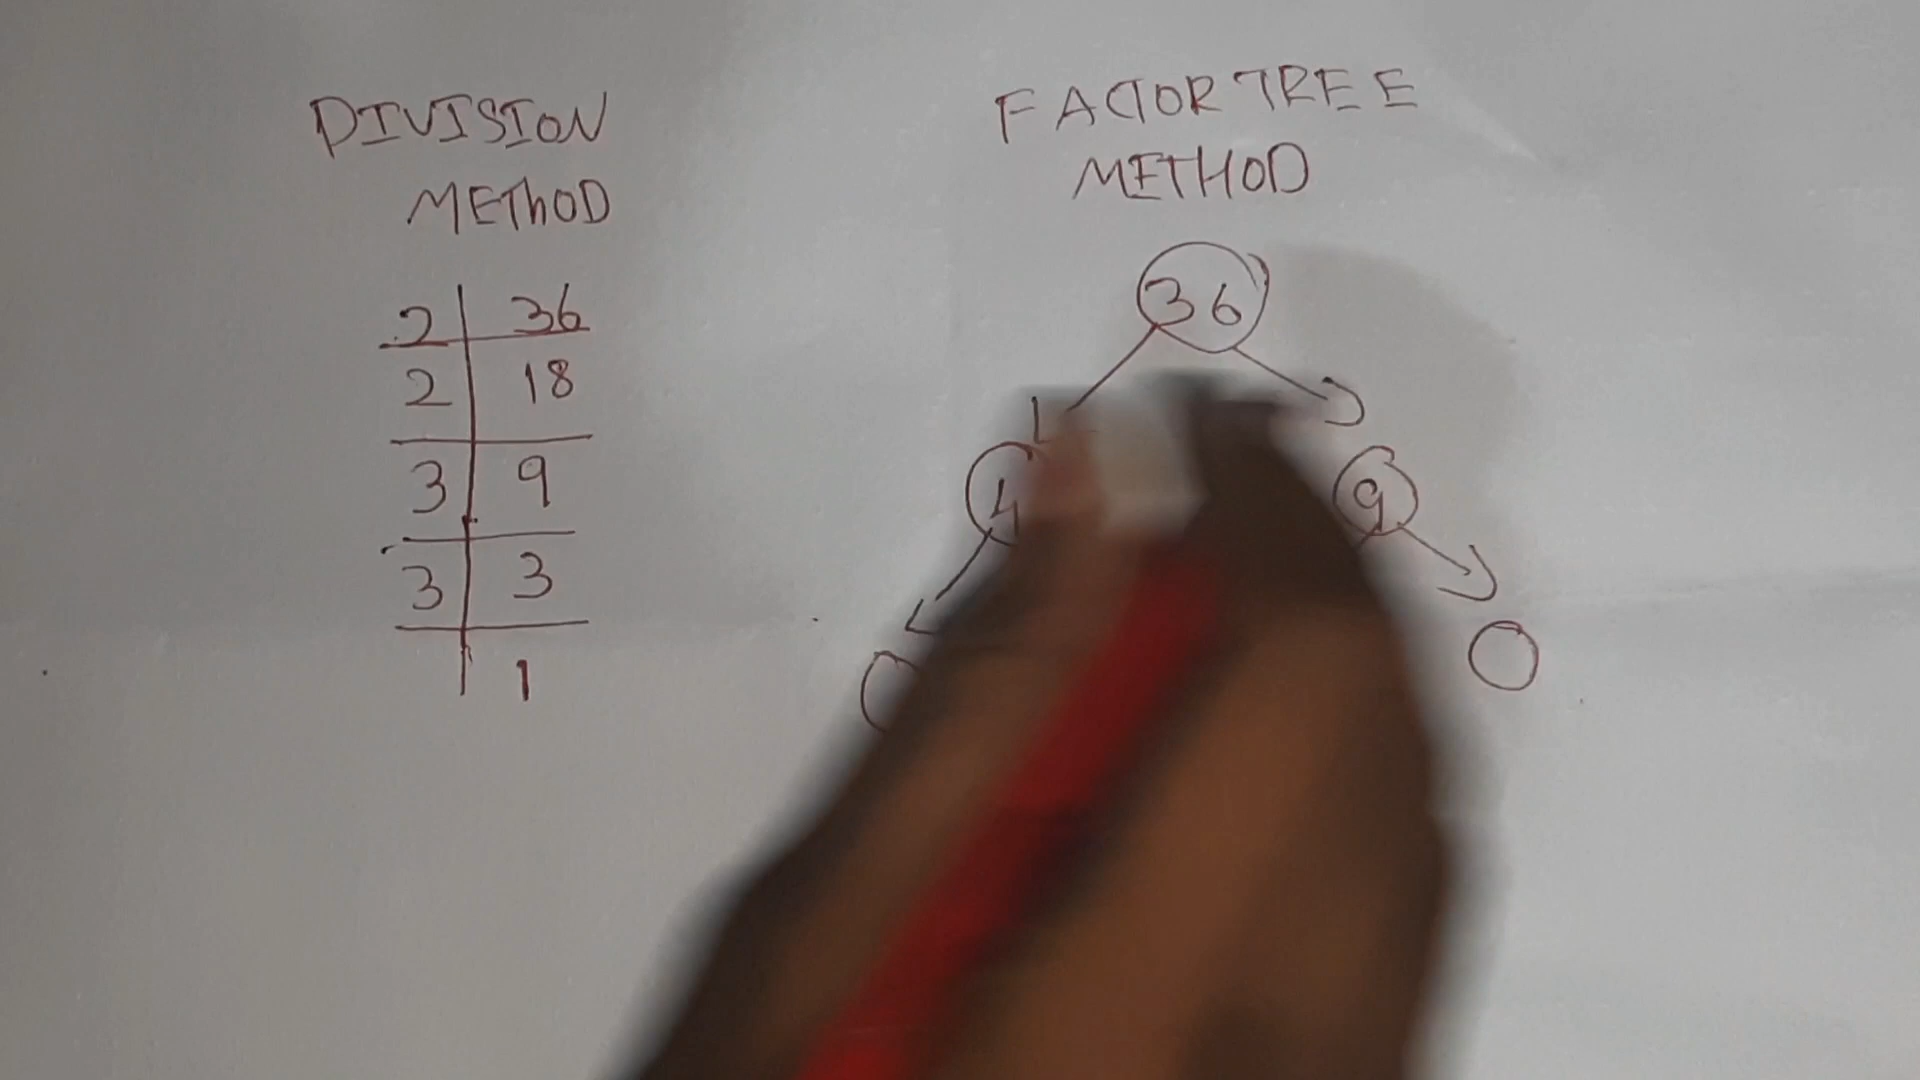 DIVISION
METhOD
2 36
2 18
3 9
3 3
1
FACTOR TREE
METHOD
36
4 9